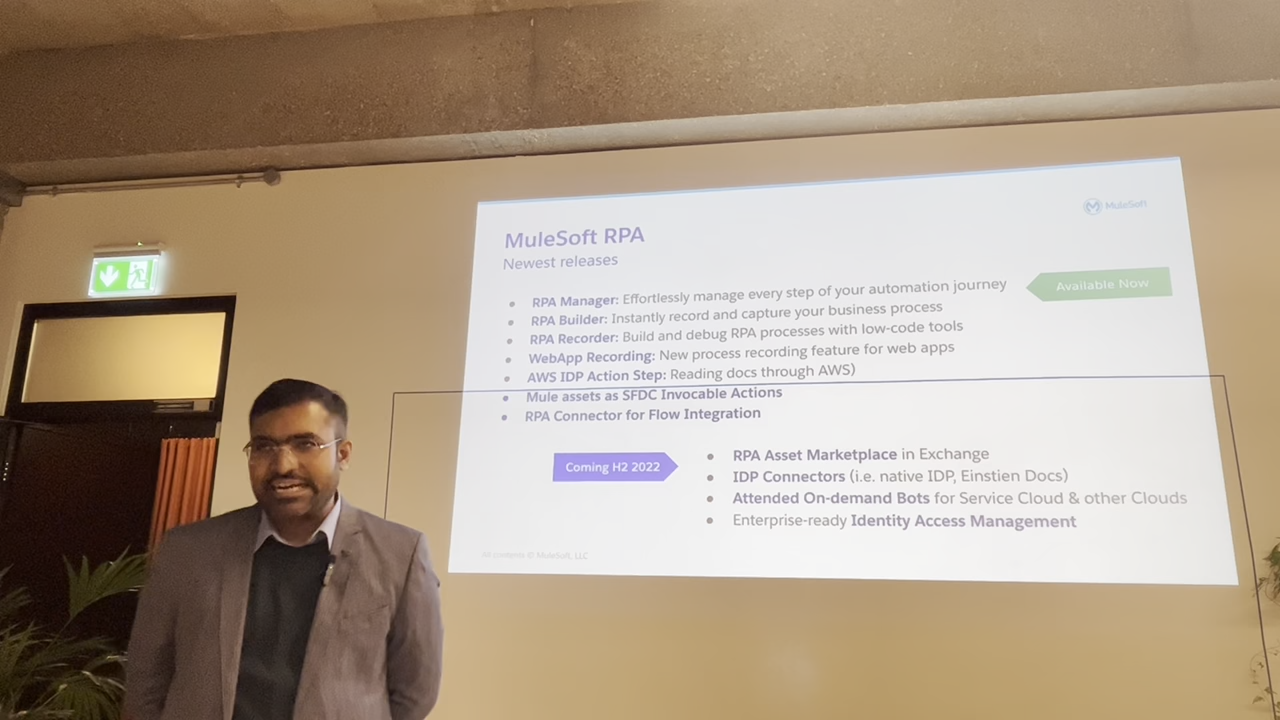 MuleSoft
MuleSoft RPA
Newest releases
RPA Manager: Effortlessly manage every step of your automation journey
Available Now
RPA Builder: Instantly record and capture your business process
RPA Recorder: Build and debug RPA processes with low-code tools
WebApp Recording: New process recording feature for web apps
AWS IDP Action Step: Reading docs through AWS)
Mule assets as SFDC Invocable Actions
RPA Connector for Flow Integration
Coming H2 2022
RPA Asset Marketplace in Exchange
IDP Connectors (i.e. native IDP, Einstien Docs)
Attended On-demand Bots for Service Cloud & other Clouds
Enterprise-ready Identity Access Management
All contents © MuleSoft, LLC